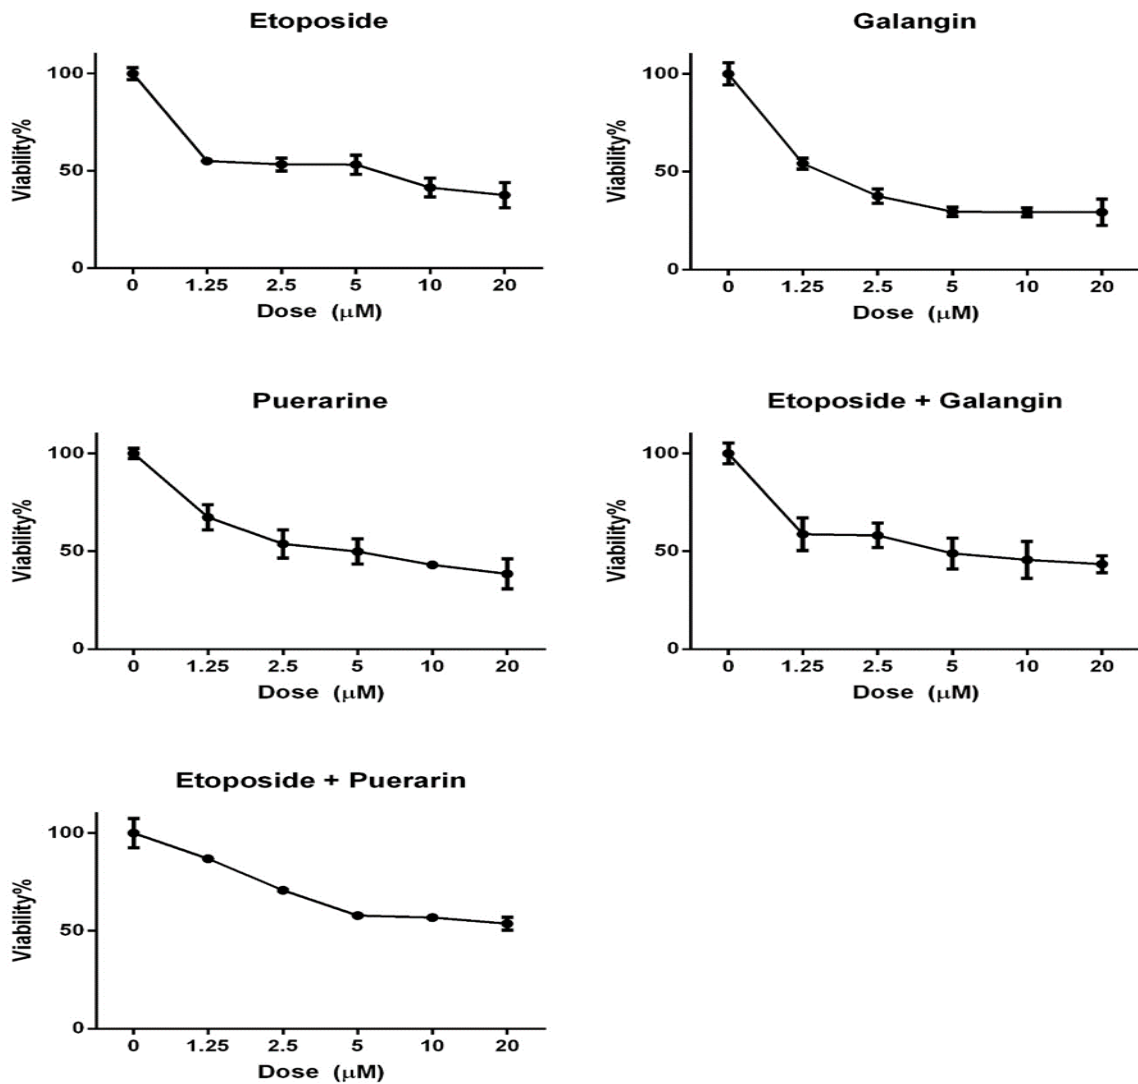 Etoposide
100
50
0
Viability%
0 1.25 2.5 5 10 20
Dose (μM)
Galangin
100
50
0
Viability%
0 1.25 2.5 5 10 20
Dose (μM)
Puerarine
100
50
0
Viability%
0 1.25 2.5 5 10 20
Dose (μM)
Etoposide + Galangin
100
50
0
Viability%
0 1.25 2.5 5 10 20
Dose (μM)
Etoposide + Puerarin
100
50
0
Viability%
0 1.25 2.5 5 10 20
Dose (μM)